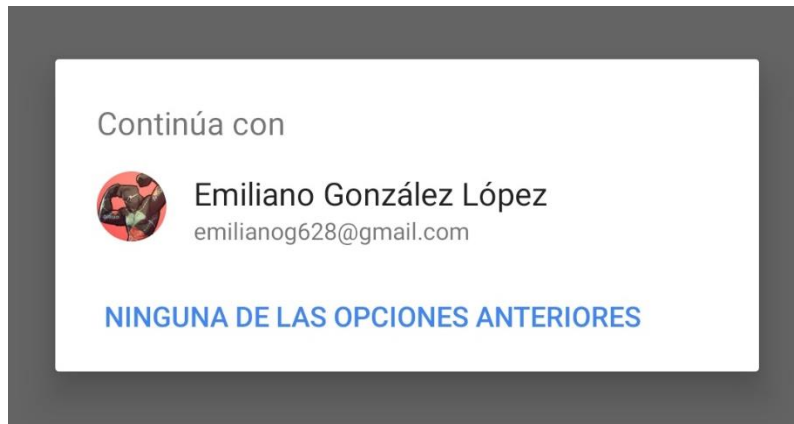 Continúa con
Emiliano González López
emilianog628@gmail.com
NINGUNA DE LAS OPCIONES ANTERIORES